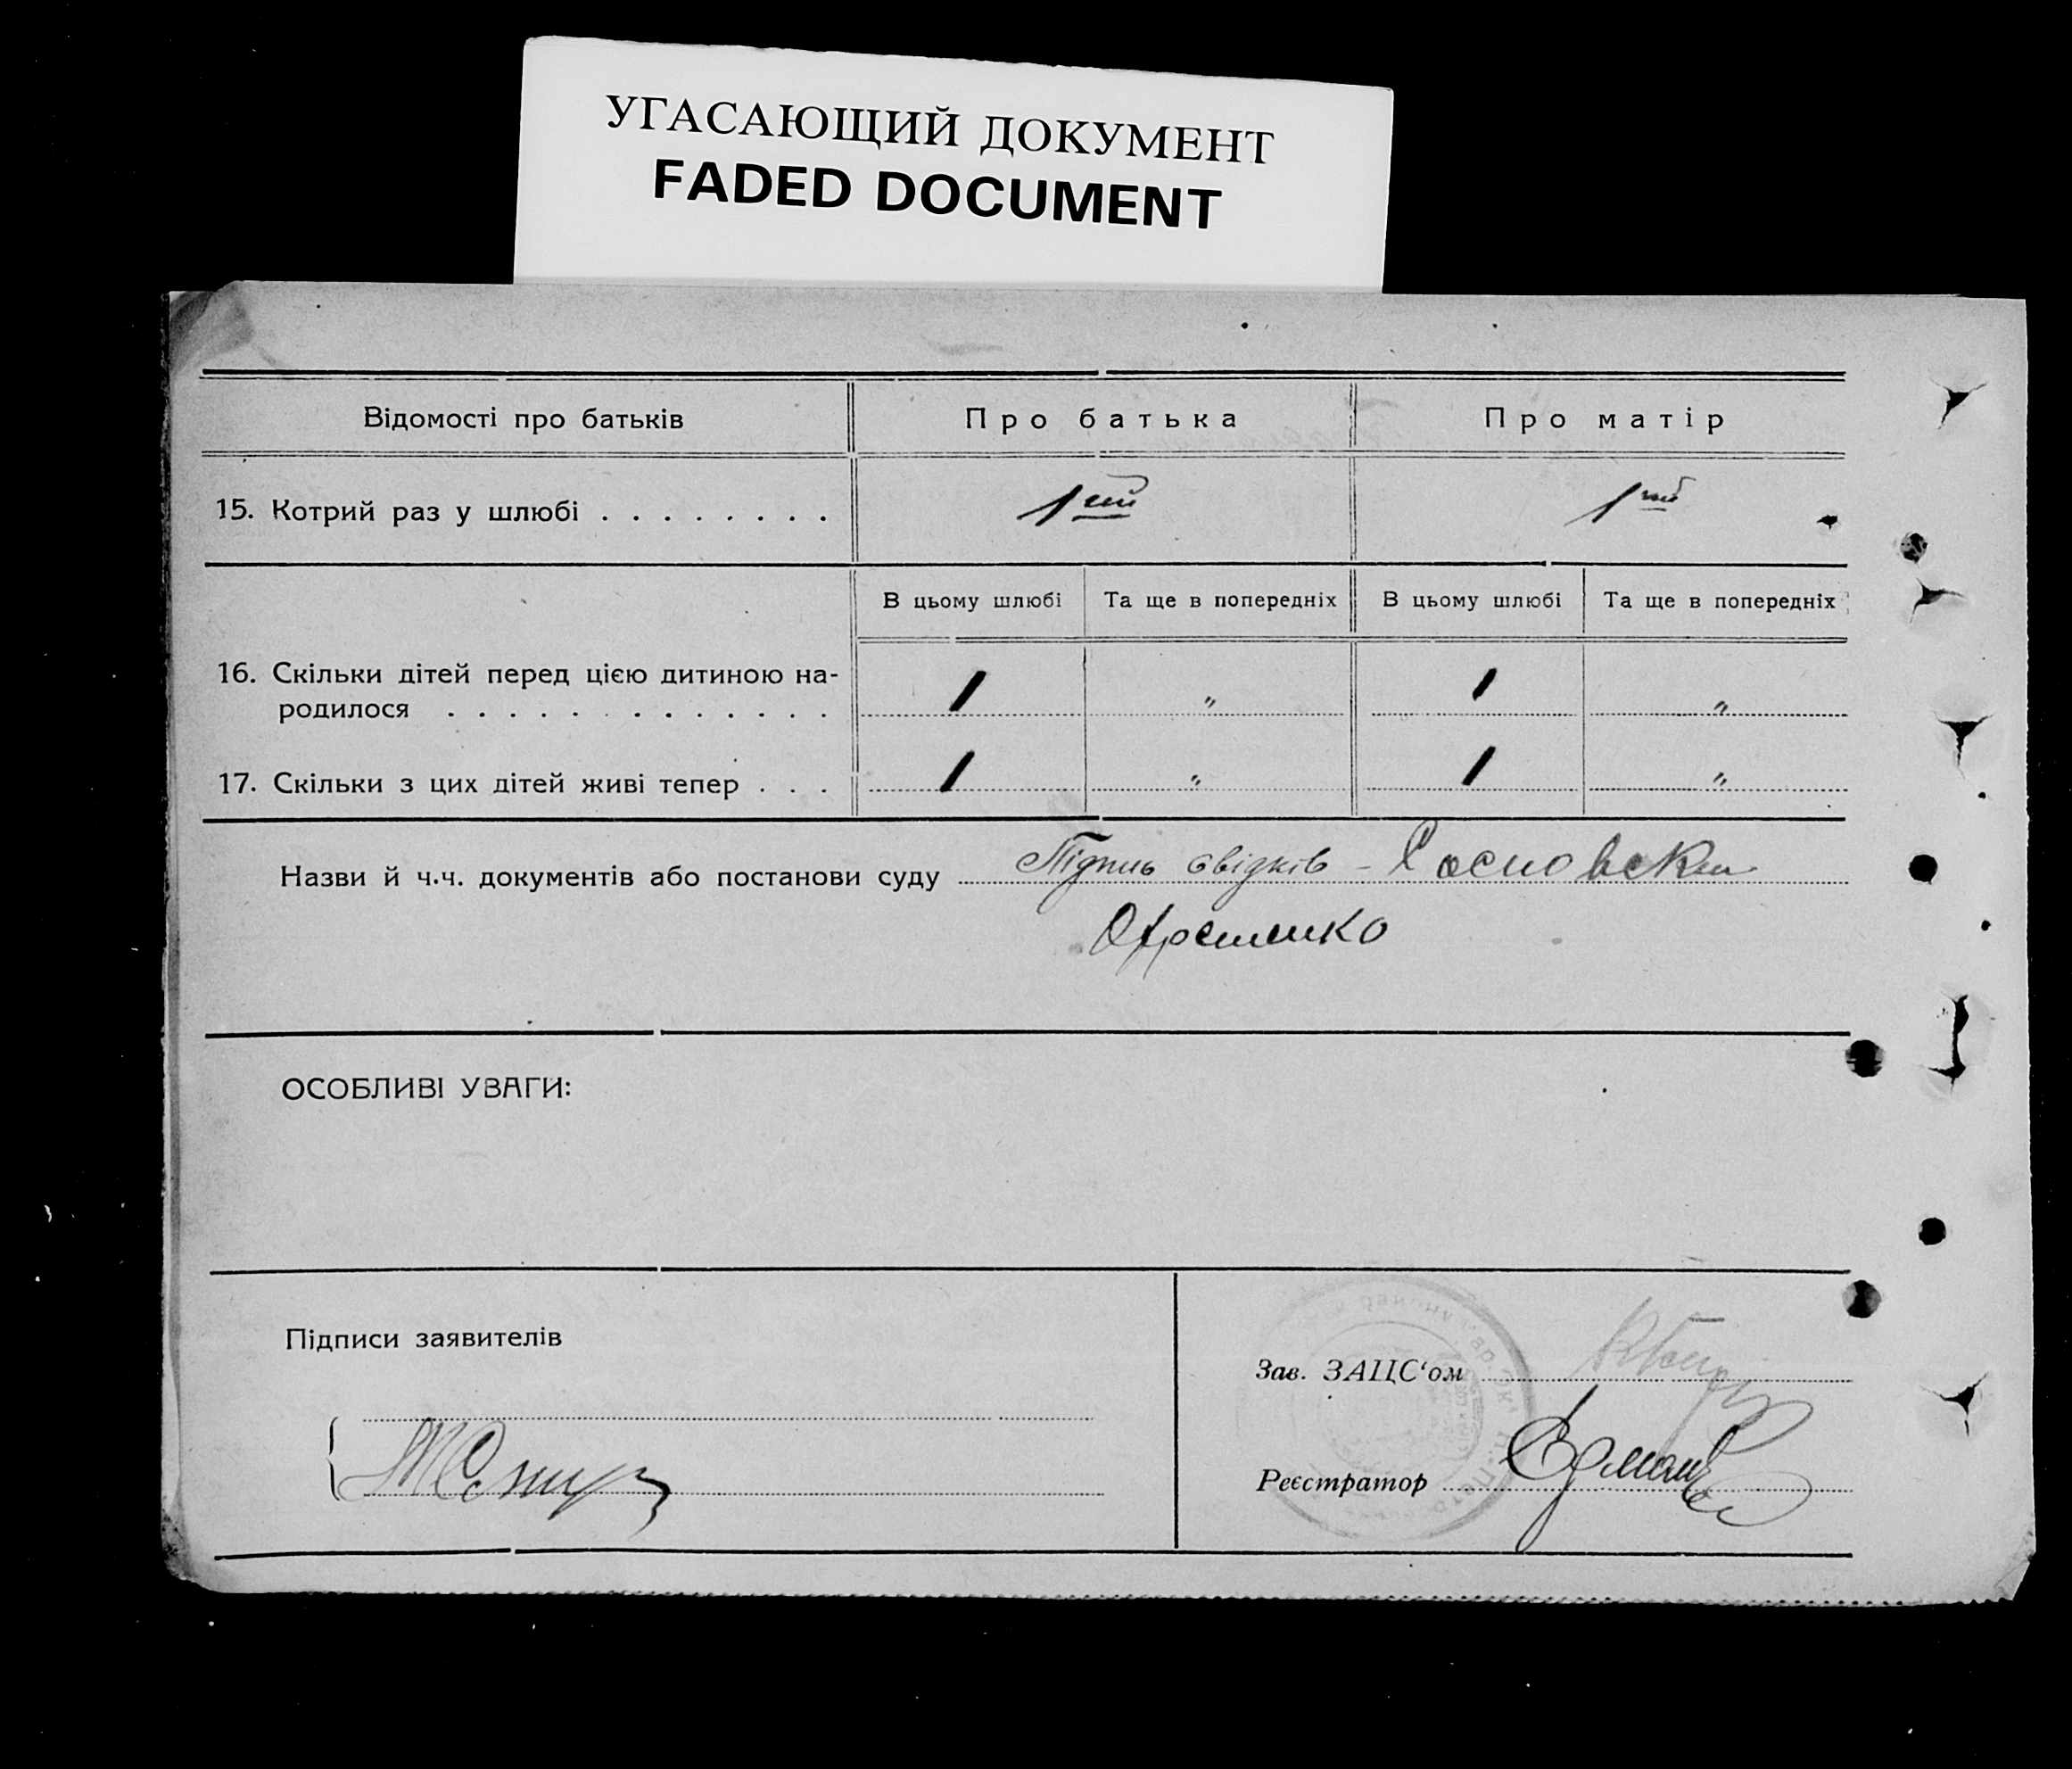 УГАСАЮЩИЙ ДОКУМЕНТ
FADED DOCUMENT
Відомості про батьків
Про батька
Про матір
15. Котрий раз у шлюбі . . . . . . . .
1ий
1ий
В цьому шлюбі
Та ще в попередніх
В цьому шлюбі
Та ще в попередніх
16. Скільки дітей перед цією дитиною на-
родилося . . . . . . . . . . . . .
1 " 1 "
17. Скільки з цих дітей живі тепер . . .
1 " 1 "
Назви й ч.ч. документів або постанови суду Підпись свідків –
ОСОБЛИВІ УВАГИ:
Підписи заявителів
Зав. ЗАЦС‘ом
Реєстратор